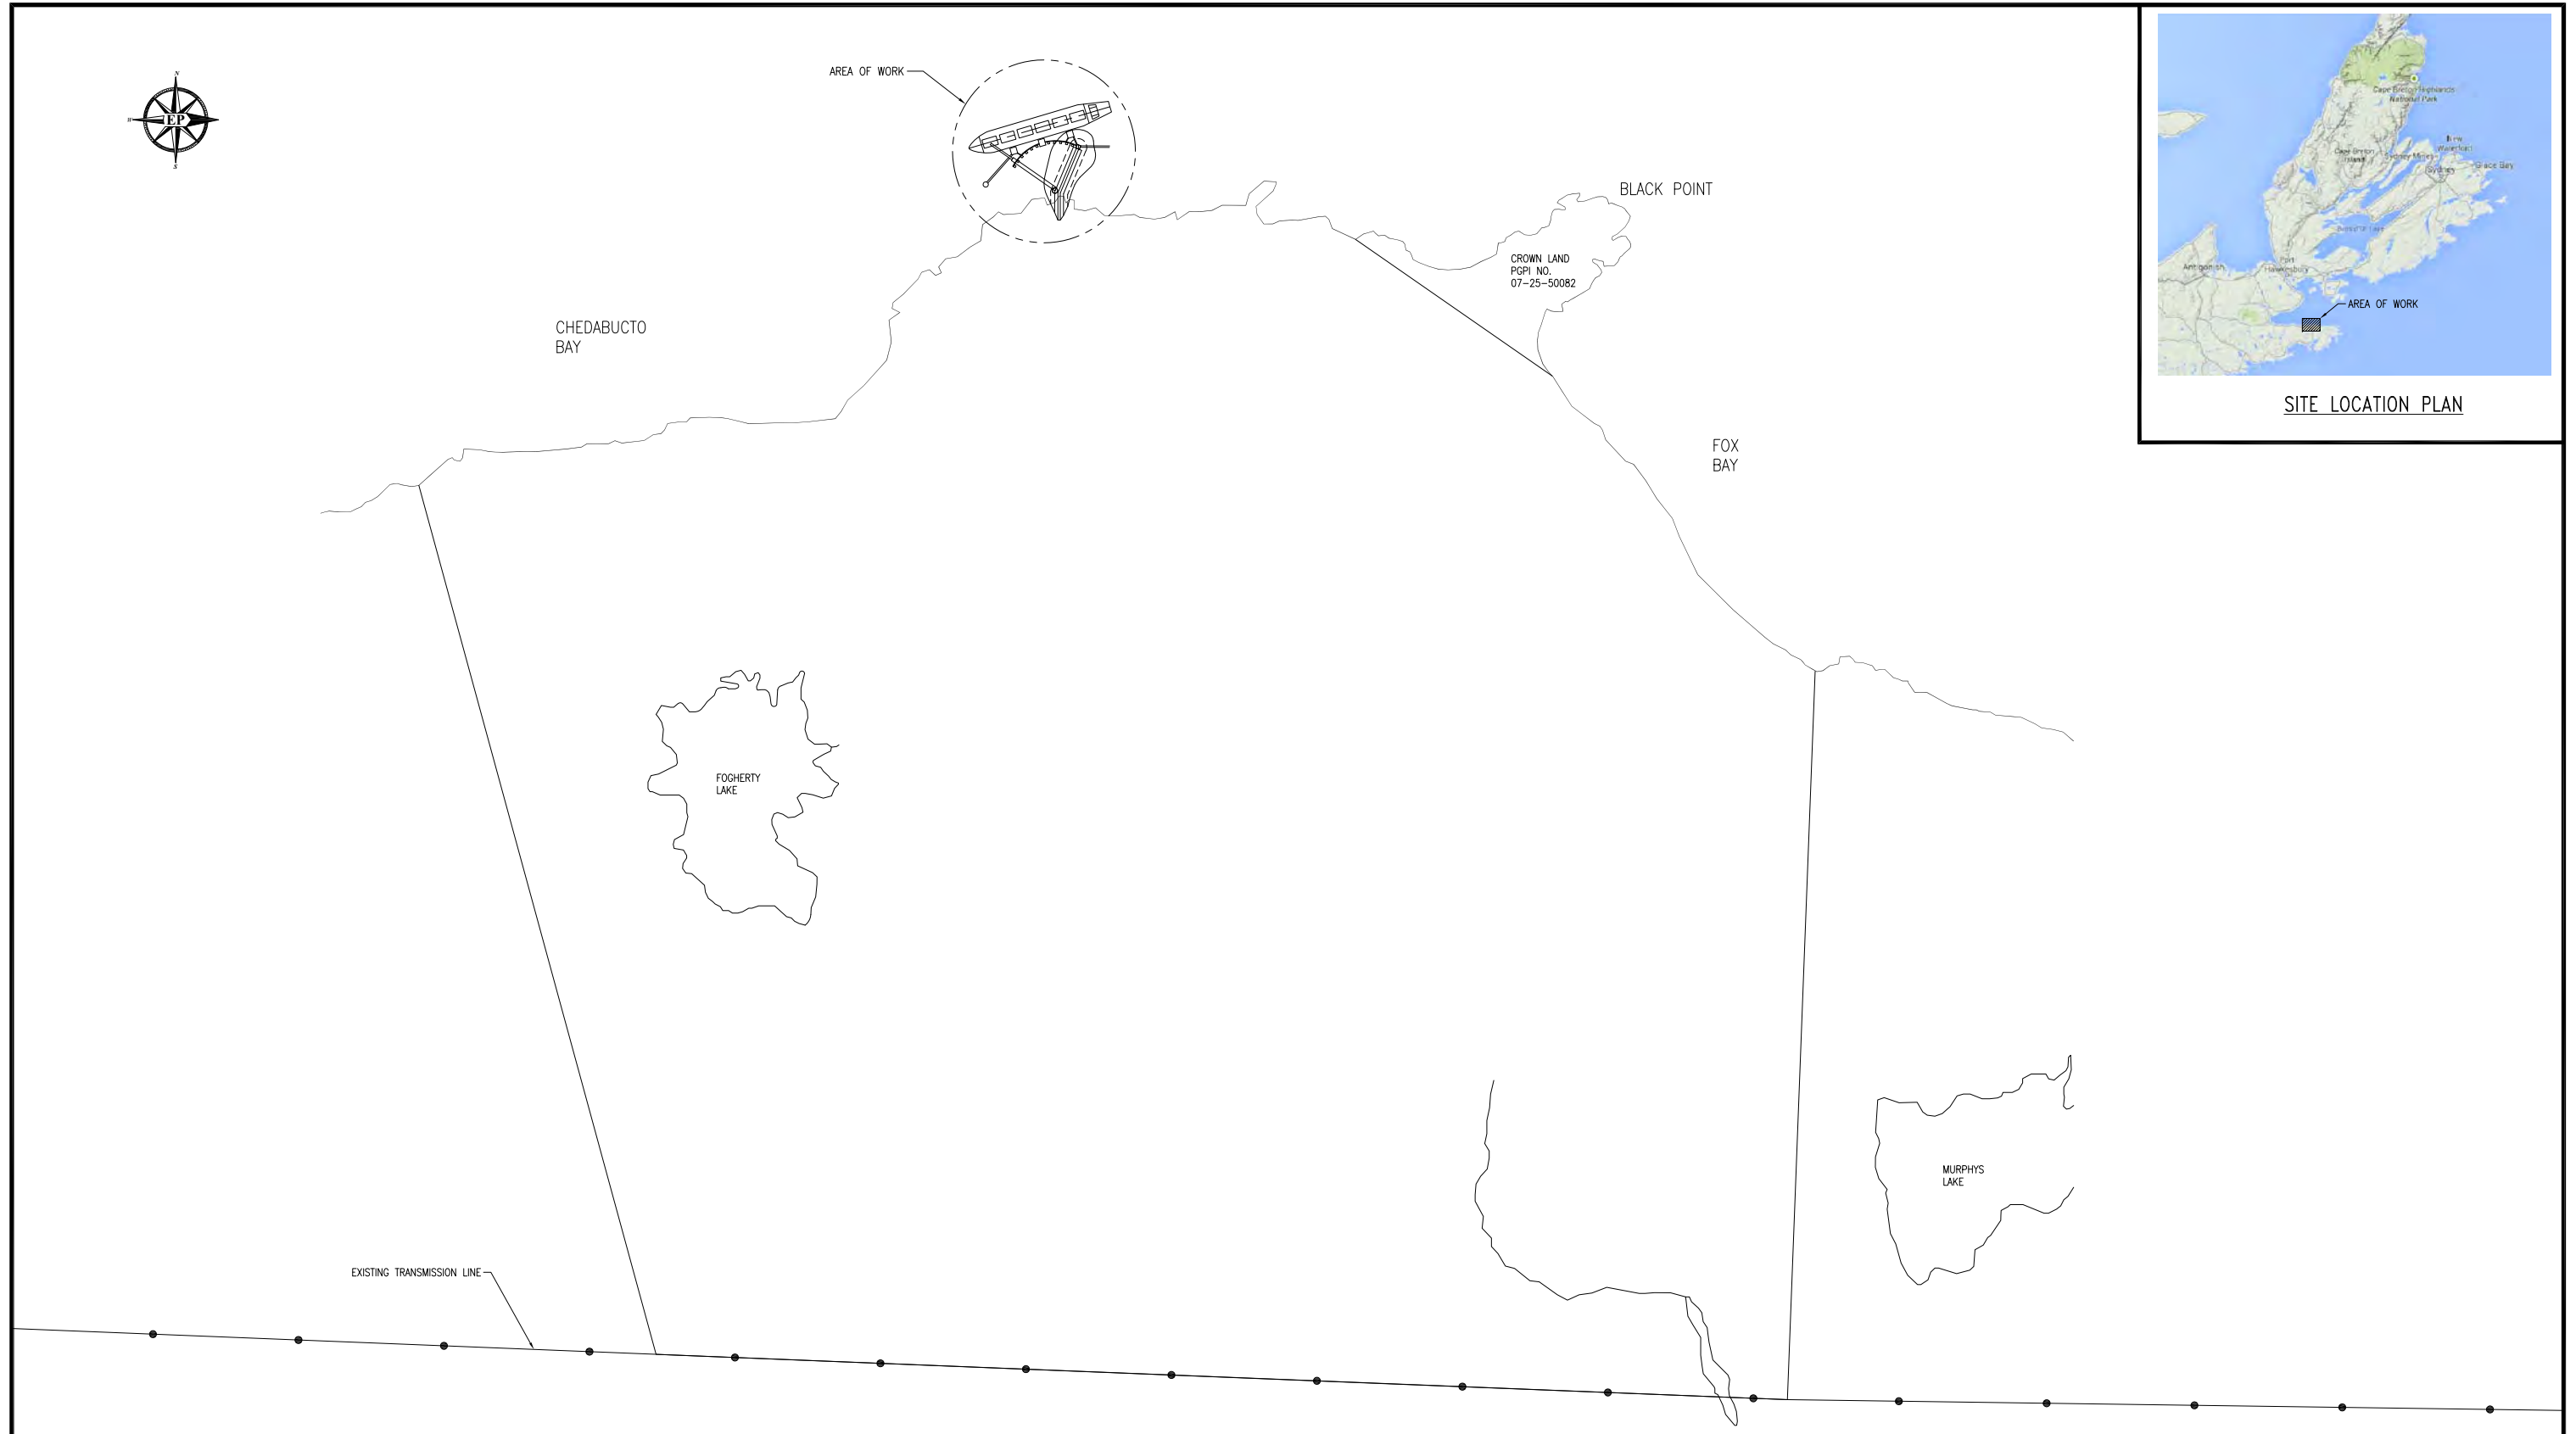 N
EP
S
AREA OF WORK
BLACK POINT
CROWN LAND
PGPI NO.
07-25-50082
CHEDABUCTO
BAY
FOX
BAY
FOGHERTY
LAKE
MURPHYS
LAKE
EXISTING TRANSMISSION LINE
Cape Breton Highlands
National Park
New
Waterford
Cape Breton
Island
Sydney Mines
Glace Bay
Sydney
Antigonish
Port
Hawkesbury
AREA OF WORK
SITE LOCATION PLAN